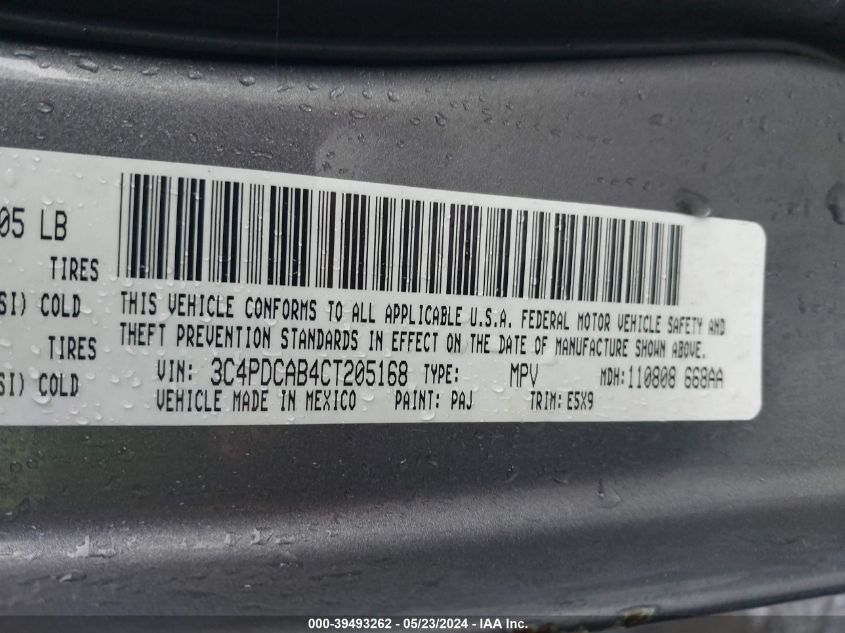 05 LB
TIRES
SI) COLD
TIRES
SI) COLD
THIS VEHICLE CONFORMS TO ALL APPLICABLE U.S.A. FEDERAL MOTOR VEHICLE SAFETY AND
THEFT PREVENTION STANDARDS IN EFFECT ON THE DATE OF MANUFACTURE SHOWN ABOVE.
VIN: 3C4PDCAB4CT205168 TYPE: MPV MDH:110808 668AA
VEHICLE MADE IN MEXICO PAINT: PAJ TRIM: E5X9
000-39493262 - 05/23/2024 - IAA Inc.